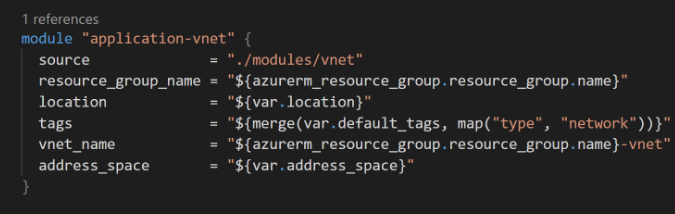 1 references
module "application-vnet" {
  source              = "./modules/vnet"
  resource_group_name = "${azurerm_resource_group.resource_group.name}"
  location            = "${var.location}"
  tags                = "${merge(var.default_tags, map("type", "network"))}"
  vnet_name           = "${azurerm_resource_group.resource_group.name}-vnet"
  address_space       = "${var.address_space}"
}